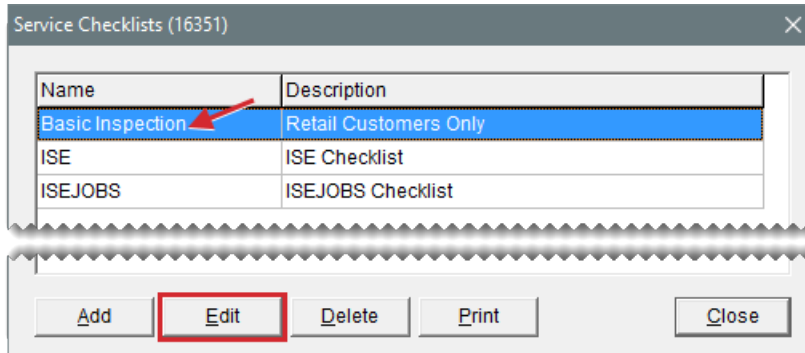 Service Checklists (16351)
Name Description
Basic Inspection Retail Customers Only
ISE ISE Checklist
ISEJOBS ISEJOBS Checklist
Add Edit Delete Print Close